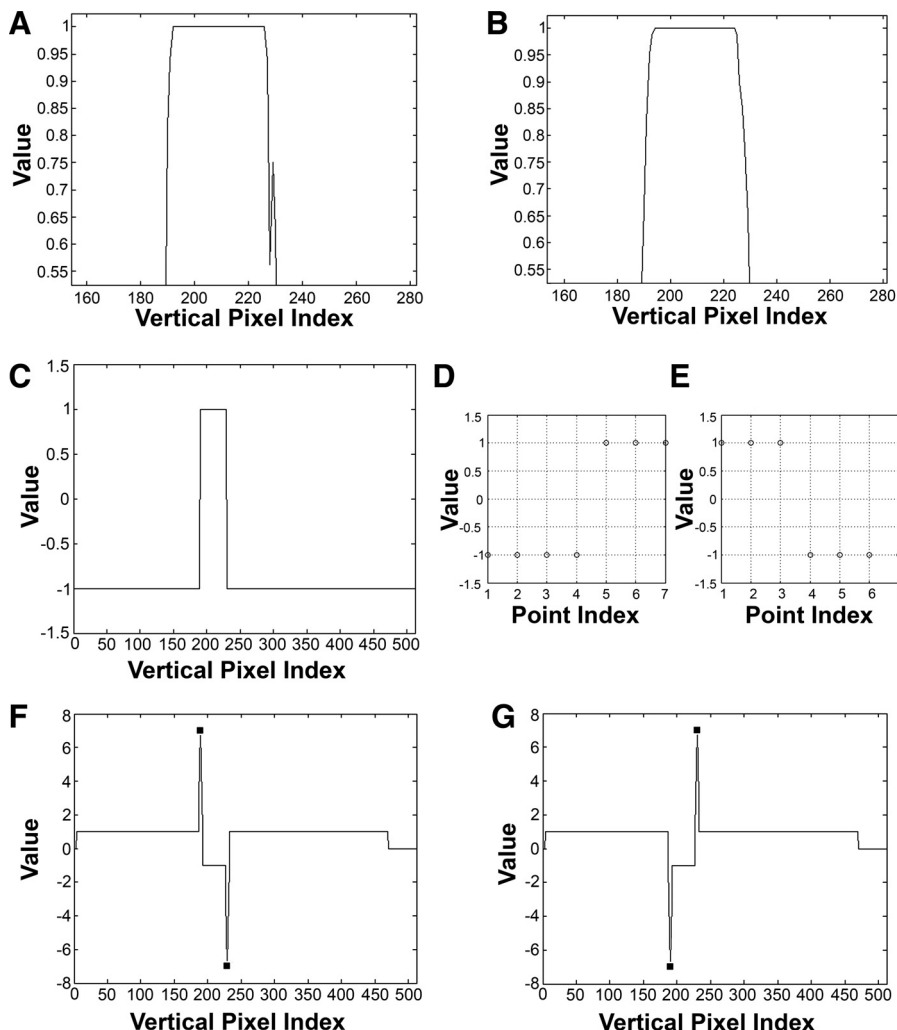 A
1
0.95
0.9
0.85
0.8
0.75
0.7
0.65
0.6
0.55
Value
160 180 200 220 240 260 280
Vertical Pixel Index
B
1
0.95
0.9
0.85
0.8
0.75
0.7
0.65
0.6
0.55
Value
160 180 200 220 240 260 280
Vertical Pixel Index
C
1.5
1
0.5
0
-0.5
-1
-1.5
Value
0 50 100 150 200 250 300 350 400 450 500
Vertical Pixel Index
D
1.5
1
0.5
0
-0.5
-1
-1.5
Value
1 2 3 4 5 6 7
Point Index
E
1.5
1
0.5
0
-0.5
-1
-1.5
Value
1 2 3 4 5 6
Point Index
F
8
6
4
2
0
-2
-4
-6
-8
Value
0 50 100 150 200 250 300 350 400 450 500
Vertical Pixel Index
G
8
6
4
2
0
-2
-4
-6
-8
Value
0 50 100 150 200 250 300 350 400 450 500
Vertical Pixel Index